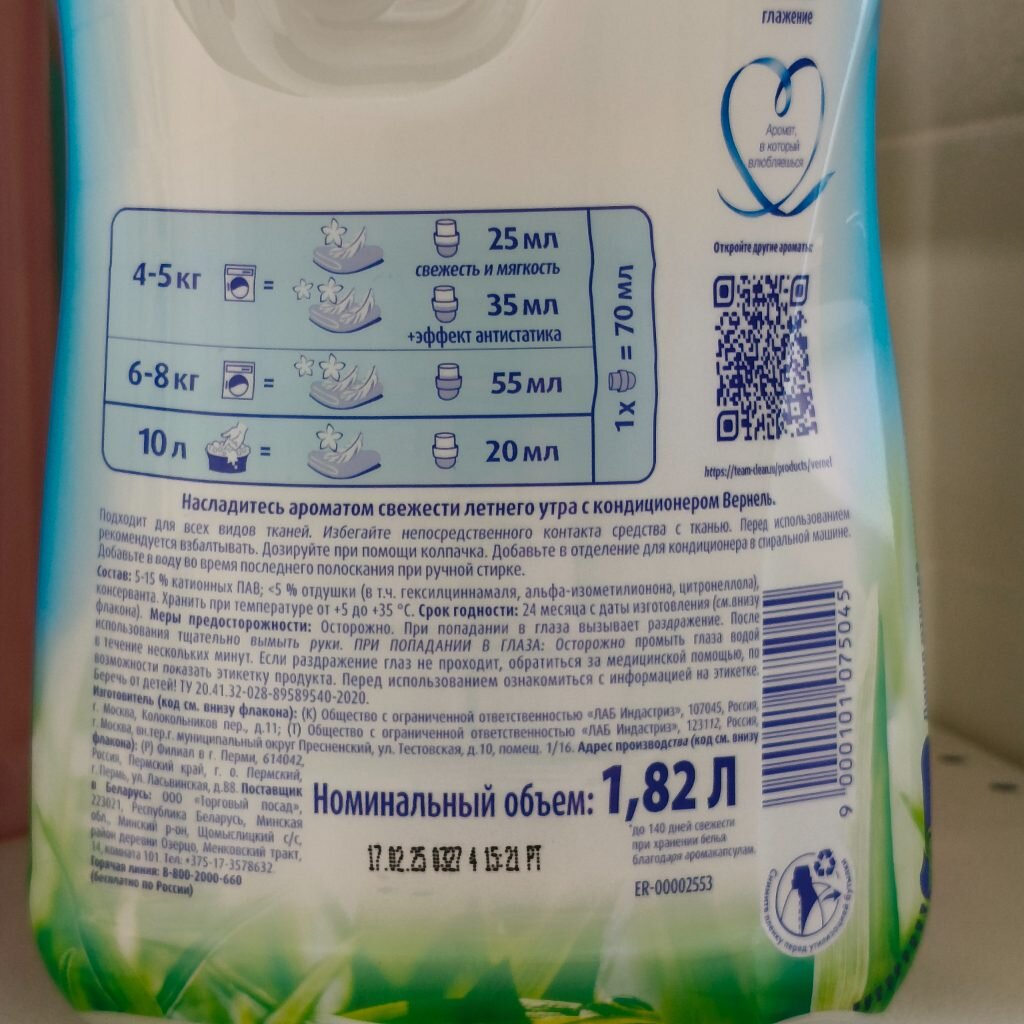 глажение
Аромат,
в который
влюбляешься
Откройте другие ароматы:
4-5 кг = 25 мл
свежесть и мягкость
35 мл
+эффект антистатика
6-8 кг = 55 мл
10 л = 20 мл
1x = 70 мл
https://team-clean.ru/products/vernel
Насладитесь ароматом свежести летнего утра с кондиционером Вернель.
Подходит для всех видов тканей. Избегайте непосредственного контакта средства с тканью. Перед использованием
рекомендуется взбалтывать. Дозируйте при помощи колпачка. Добавьте в отделение для кондиционера в стиральной машине.
Добавьте в воду во время последнего полоскания при ручной стирке.
Состав: 5-15 % катионных ПАВ; <5 % отдушки (в т.ч. гексилциннамаля, альфа-изометилионона, цитронеллола),
консерванта. Хранить при температуре от +5 до +35 °C. Срок годности: 24 месяца с даты изготовления (см.внизу
флакона). Меры предосторожности: Осторожно. При попадании в глаза вызывает раздражение. После
использования тщательно вымыть руки. ПРИ ПОПАДАНИИ В ГЛАЗА: Осторожно промыть глаза водой
в течение нескольких минут. Если раздражение глаз не проходит, обратиться за медицинской помощью, по
возможности показать этикетку продукта. Перед использованием ознакомиться с информацией на этикетке.
Беречь от детей! ТУ 20.41.32-028-89589540-2020.
Изготовитель (код см. внизу флакона): (К) Общество с ограниченной ответственностью «ЛАБ Индастриз», 107045, Россия,
г. Москва, Колокольников пер., д.11; (Т) Общество с ограниченной ответственностью «ЛАБ Индастриз», 123112, Россия,
г. Москва, вн.тер.г. муниципальный округ Пресненский, ул. Тестовская, д.10, помещ. 1/16. Адрес производства (код см. внизу
флакона): (Р) Филиал в г. Перми, 614042,
Россия, Пермский край, г. о. Пермский,
г. Пермь, ул. Ласьвинская, д.88. Поставщик
в Беларусь: ООО «Торговый посад»,
223021, Республика Беларусь, Минская
обл., Минский р-он, Щомыслицкий с/с,
район деревни Озерцо, Менковский тракт,
14, комната 101. Тел: +375-17-3578632.
Горячая линия: 8-800-2000-660
(бесплатно по России)
Номинальный объем: 1,82 Л
*до 140 дней свежести
при хранении белья
благодаря аромакапсулам.
17.02.25 0327 4 15:21 РТ
ER-00002553
9 000101 075045
Снимите пленку перед утилизацией бутылки